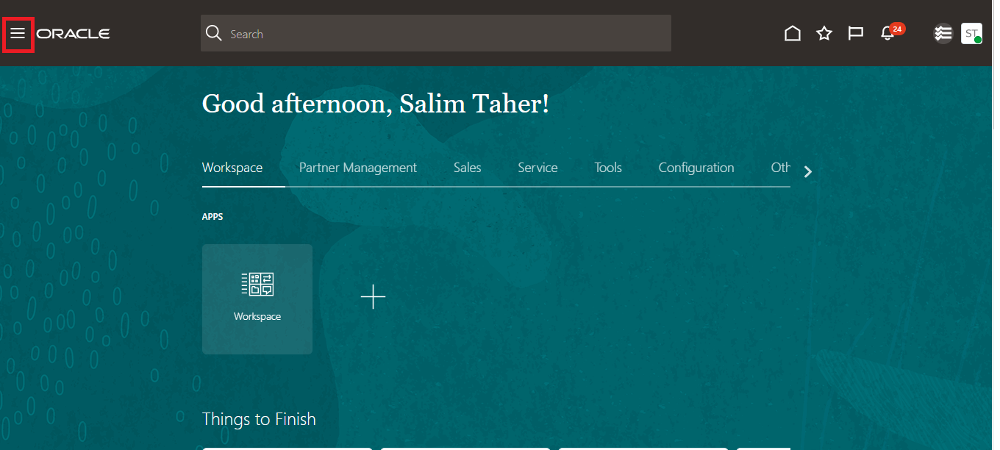 ORACLE
Search
24
ST
Good afternoon, Salim Taher!
Workspace Partner Management Sales Service Tools Configuration Oth
APPS
Workspace
Things to Finish